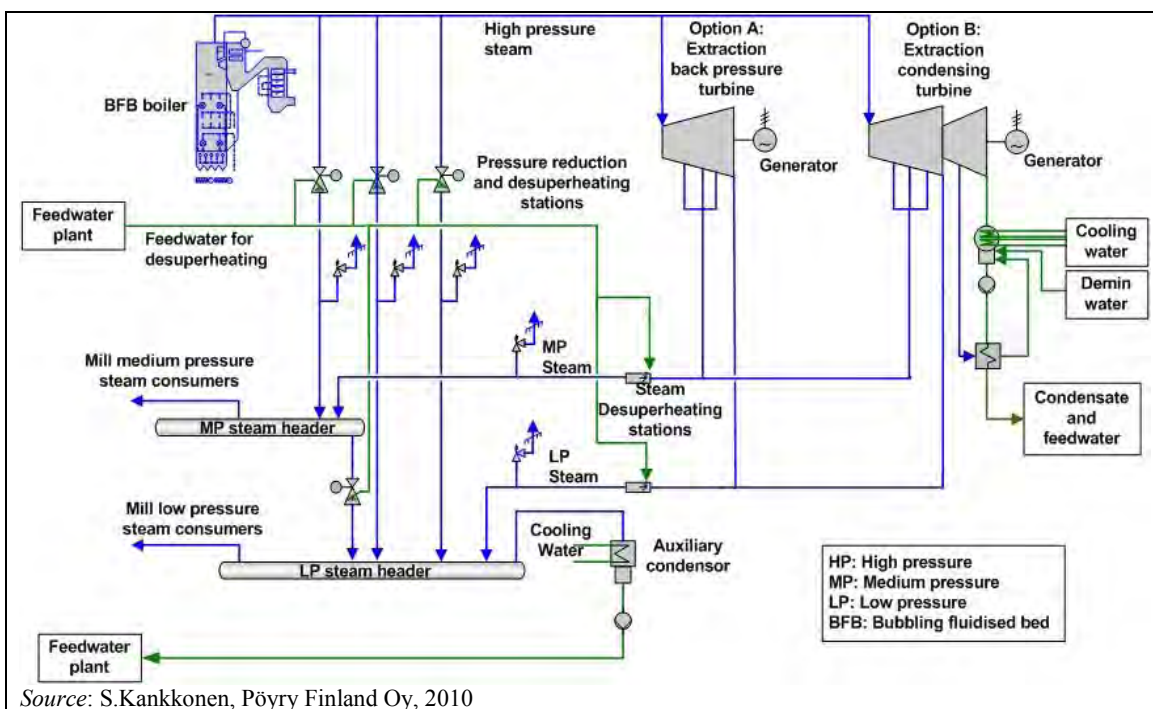 High pressure
steam
Option A:
Extraction
back pressure
turbine
Option B:
Extraction
condensing
turbine
BFB boiler
Generator
Generator
Pressure reduction
and desuperheating
stations
Feedwater
plant
Feedwater for
desuperheating
Cooling
water
Demin
water
MP
Steam
Mill medium pressure
steam consumers
Steam
Desuperheating
stations
Condensate
and
feedwater
MP steam header
LP
Steam
Mill low pressure
steam consumers
Cooling
Water
Auxiliary
condensor
LP steam header
HP: High pressure
MP: Medium pressure
LP: Low pressure
BFB: Bubbling fluidised bed
Feedwater
plant
Source: S.Kankkonen, Pöyry Finland Oy, 2010